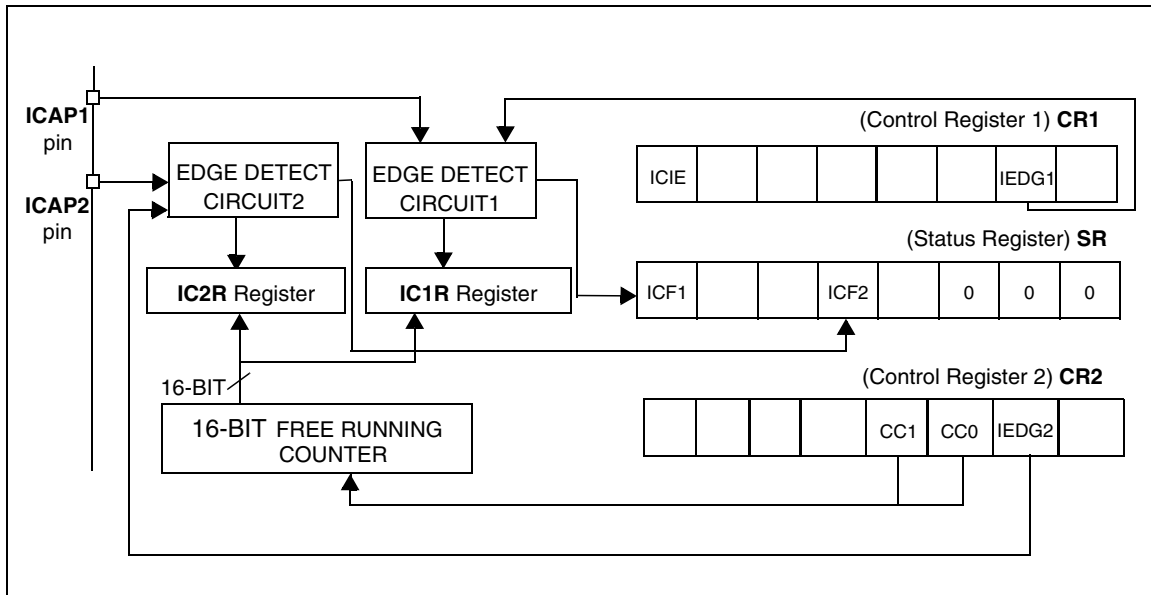 ICAP1
pin
ICAP2
pin
EDGE DETECT
CIRCUIT2
EDGE DETECT
CIRCUIT1
IC2R Register
IC1R Register
16-BIT
16-BIT FREE RUNNING
COUNTER
(Control Register 1) CR1
ICIE IEDG1
(Status Register) SR
ICF1 ICF2 0 0 0
(Control Register 2) CR2
CC1 CC0 IEDG2